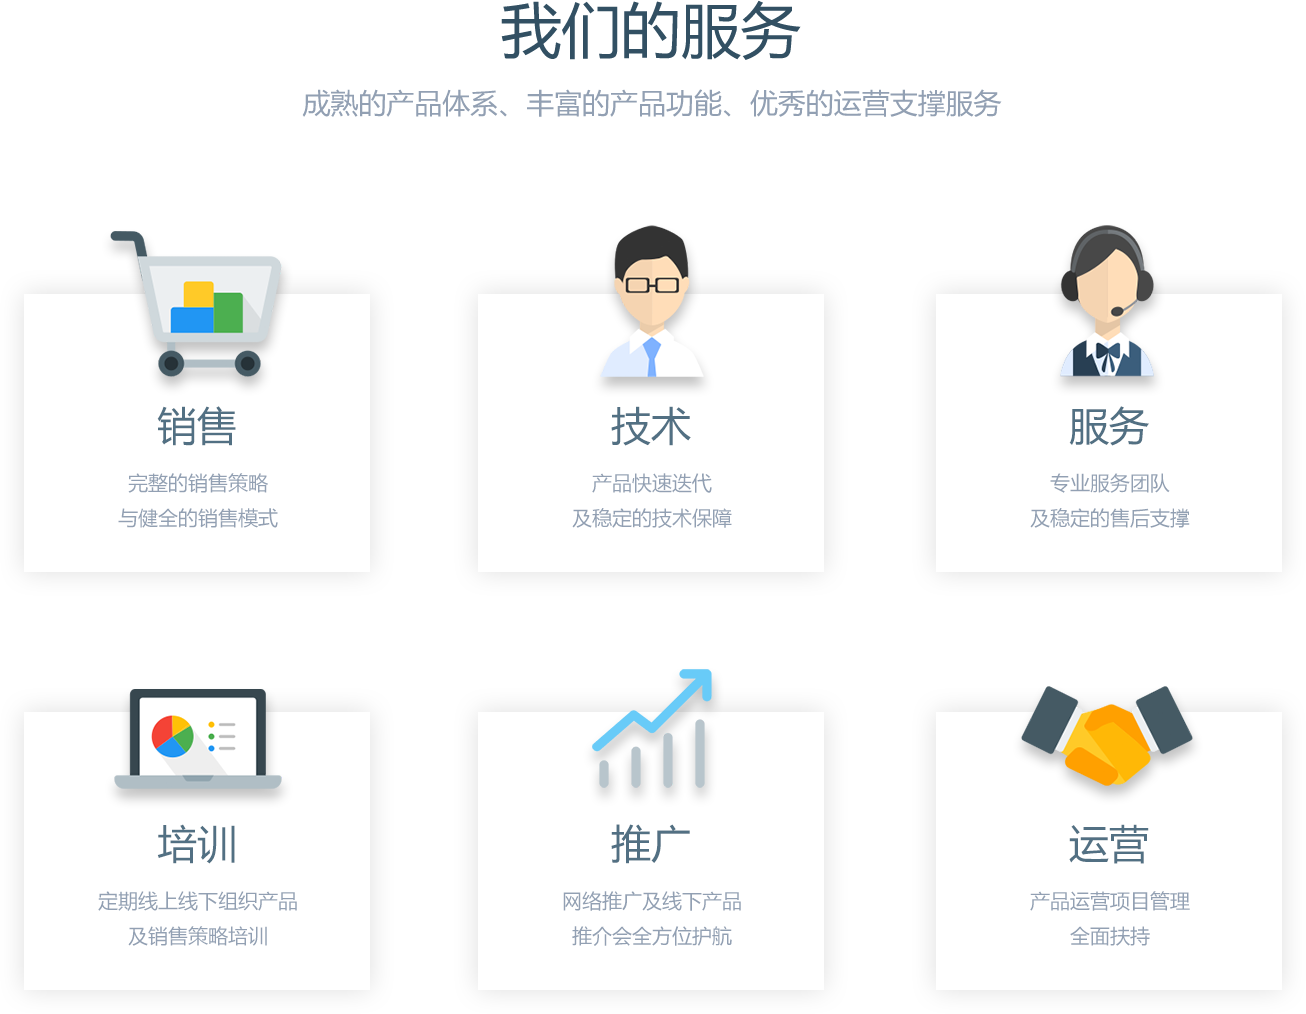 我们的服务
成熟的产品体系、丰富的产品功能、优秀的运营支撑服务
销售
完整的销售策略
与健全的销售模式
技术
产品快速迭代
及稳定的技术保障
服务
专业服务团队
及稳定的售后支撑
培训
定期线上线下组织产品
及销售策略培训
推广
网络推广及线下产品
推介会全方位护航
运营
产品运营项目管理
全面扶持